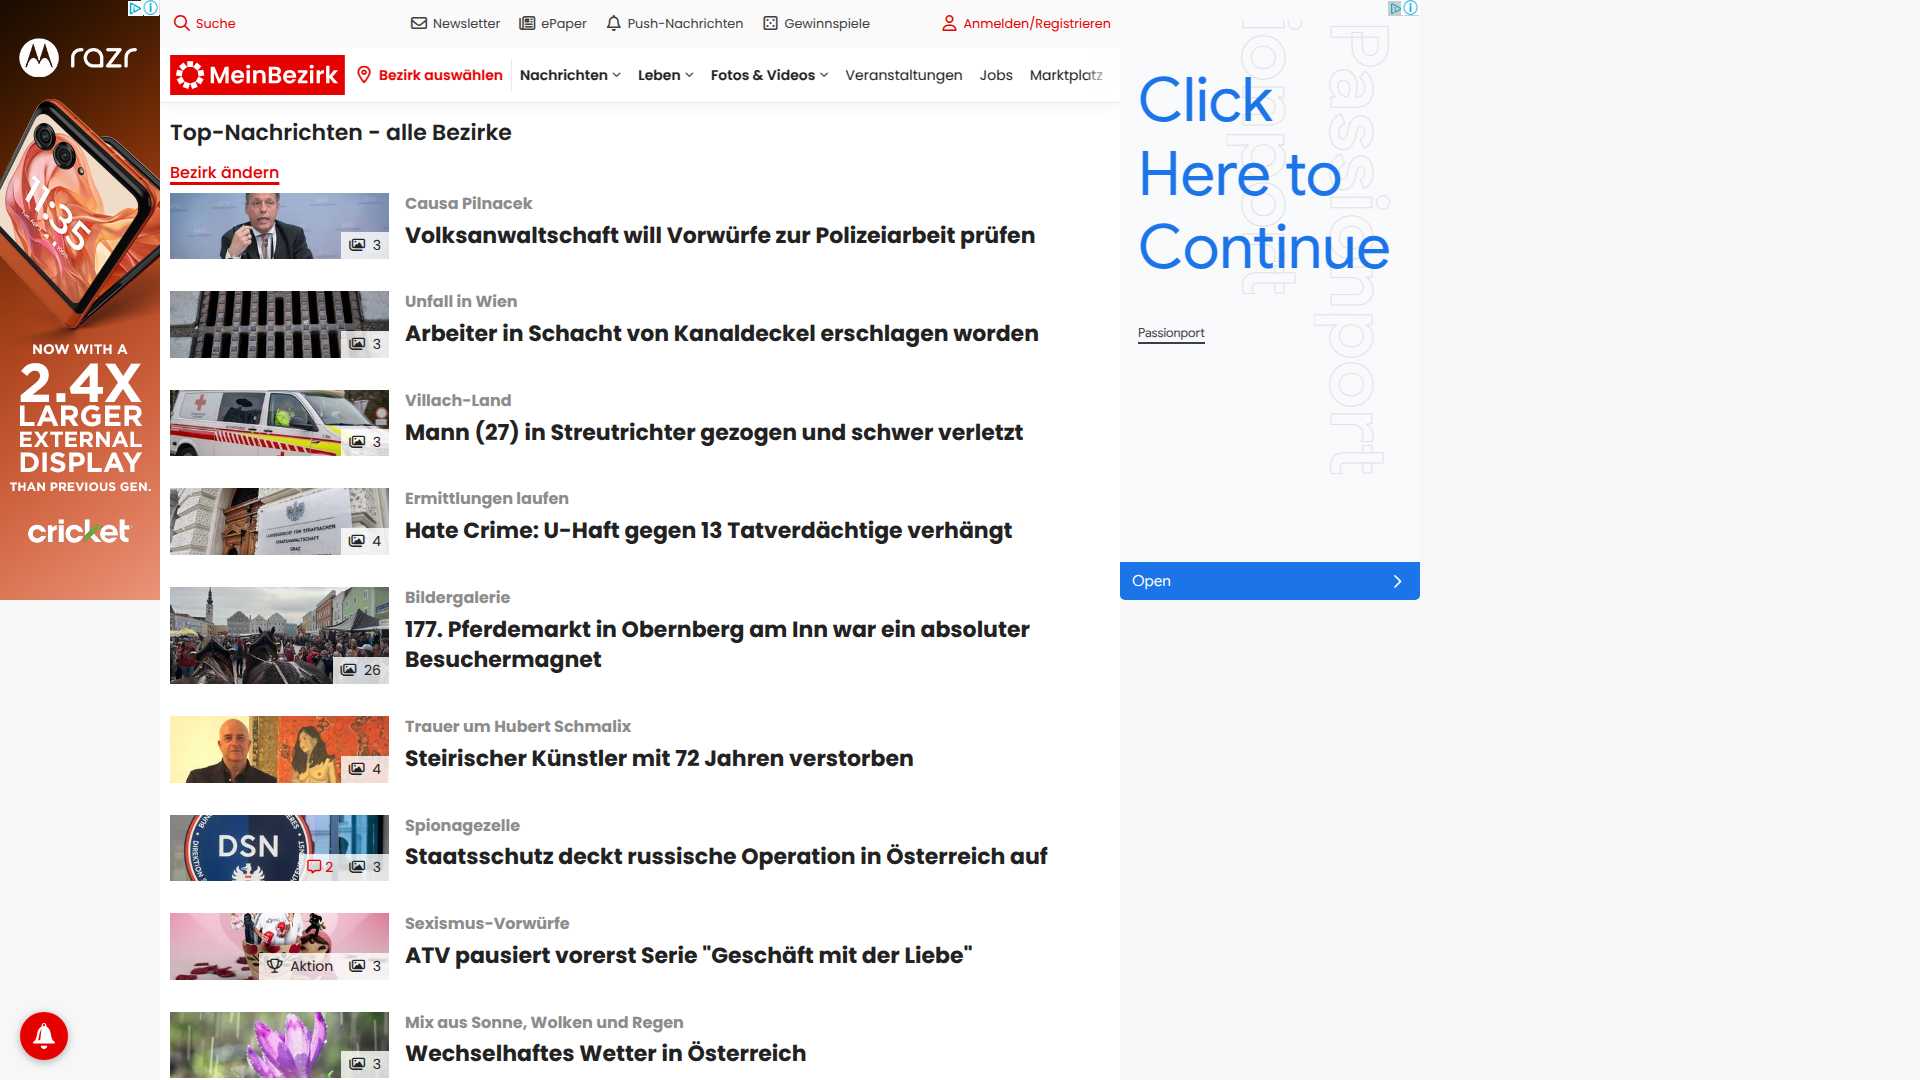 razr
11:35
NOW WITH A
2.4X
LARGER
EXTERNAL
DISPLAY
THAN PREVIOUS GEN.
cricket
Suche
Newsletter
ePaper
Push-Nachrichten
Gewinnspiele
Anmelden/Registrieren
MeinBezirk
Bezirk auswählen
Nachrichten
Leben
Fotos & Videos
Veranstaltungen
Jobs
Marktplatz
Top-Nachrichten - alle Bezirke
Bezirk ändern
3
Causa Pilnacek
Volksanwaltschaft will Vorwürfe zur Polizeiarbeit prüfen
3
Unfall in Wien
Arbeiter in Schacht von Kanaldeckel erschlagen worden
3
Villach-Land
Mann (27) in Streutrichter gezogen und schwer verletzt
4
Ermittlungen laufen
Hate Crime: U-Haft gegen 13 Tatverdächtige verhängt
26
Bildergalerie
177. Pferdemarkt in Obernberg am Inn war ein absoluter
Besuchermagnet
4
Trauer um Hubert Schmalix
Steirischer Künstler mit 72 Jahren verstorben
DSN
2
3
Spionagezelle
Staatsschutz deckt russische Operation in Österreich auf
Aktion
3
Sexismus-Vorwürfe
ATV pausiert vorerst Serie "Geschäft mit der Liebe"
3
Mix aus Sonne, Wolken und Regen
Wechselhaftes Wetter in Österreich
Click
Here to
Continue
Passionport
Passionport
Open